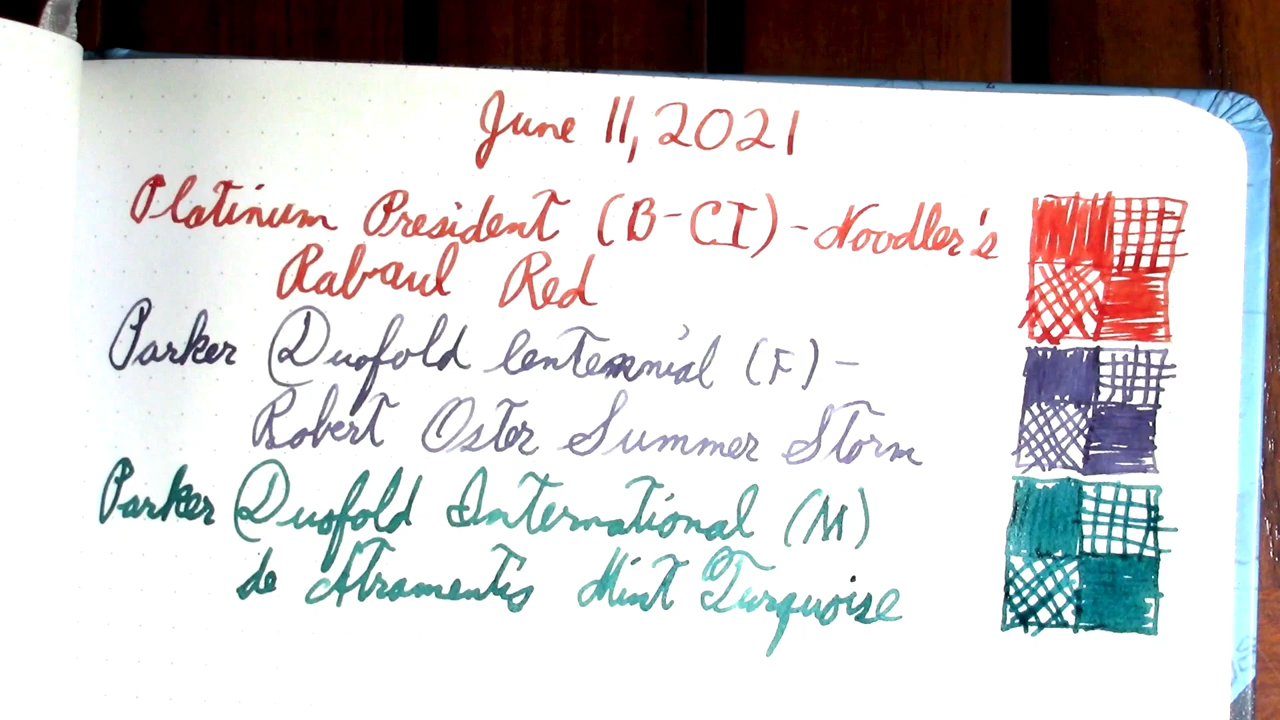 June 11, 2021
Platinum President (B-CI) - Noodler's
Rabaul Red
Parker Duofold Centennial (F) -
Robert Oster Summer Storm
Parker Duofold International (M)
de Atramentis Mint Turquoise